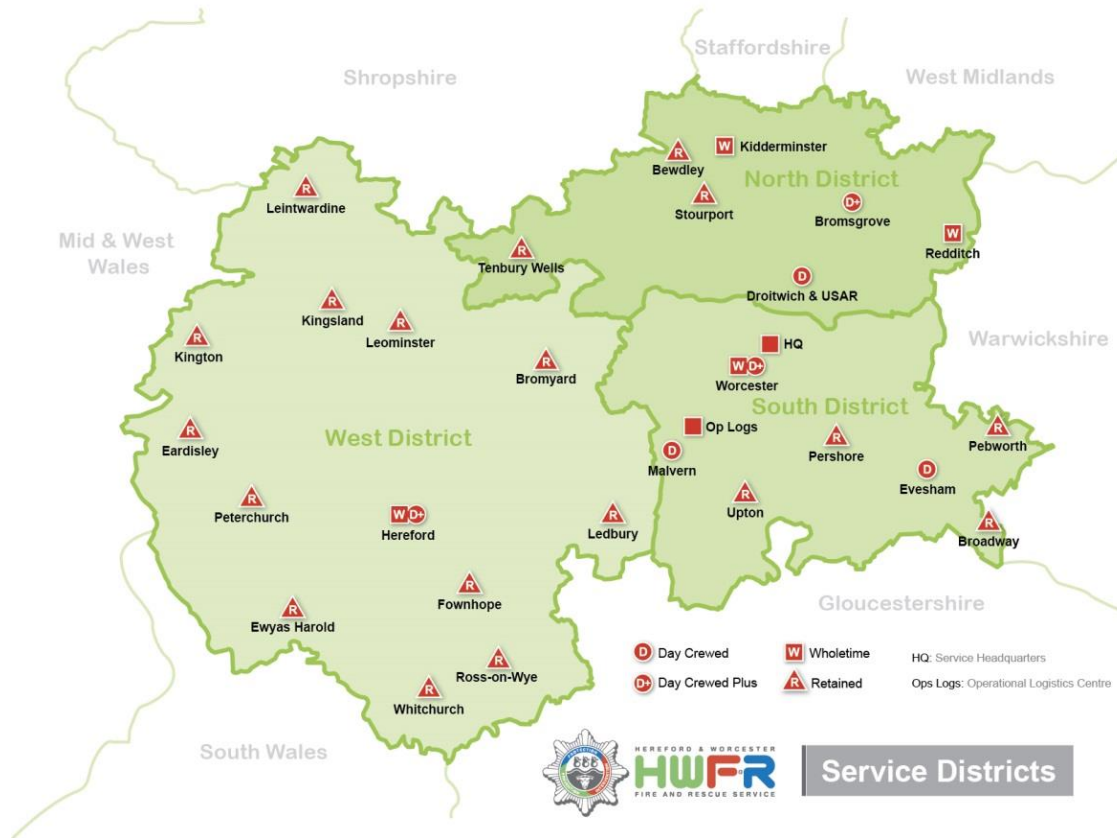 Staffordshire
Shropshire
West Midlands
W Kidderminster
R
Bewdley
North District
R
Stourport
D+
Bromsgrove
R
Leintwardine
Mid & West
Wales
R
Tenbury Wells
W
Redditch
D
Droitwich & USAR
R
Kingsland
R
Leominster
R
Kington
Warwickshire
HQ
W D+
Worcester
R
Bromyard
South District
West District
R
Eardisley
Op Logs
D
Malvern
R
Pershore
R
Pebworth
D
Evesham
R
Peterchurch
W D+
Hereford
R
Ledbury
R
Upton
R
Broadway
R
Fownhope
Gloucestershire
R
Ewyas Harold
R
Ross-on-Wye
R
Whitchurch
South Wales
D Day Crewed
D+ Day Crewed Plus
W Wholetime
R Retained
HQ: Service Headquarters
Ops Logs: Operational Logistics Centre
HEREFORD & WORCESTER
HWFR
FIRE AND RESCUE SERVICE
Service Districts